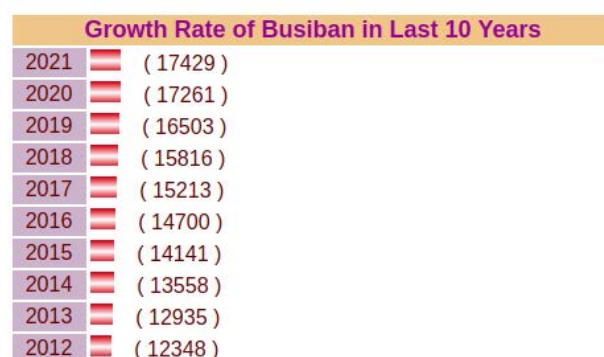 Growth Rate of Busiban in Last 10 Years
2021 ( 17429 )
2020 ( 17261 )
2019 ( 16503 )
2018 ( 15816 )
2017 ( 15213 )
2016 ( 14700 )
2015 ( 14141 )
2014 ( 13558 )
2013 ( 12935 )
2012 ( 12348 )